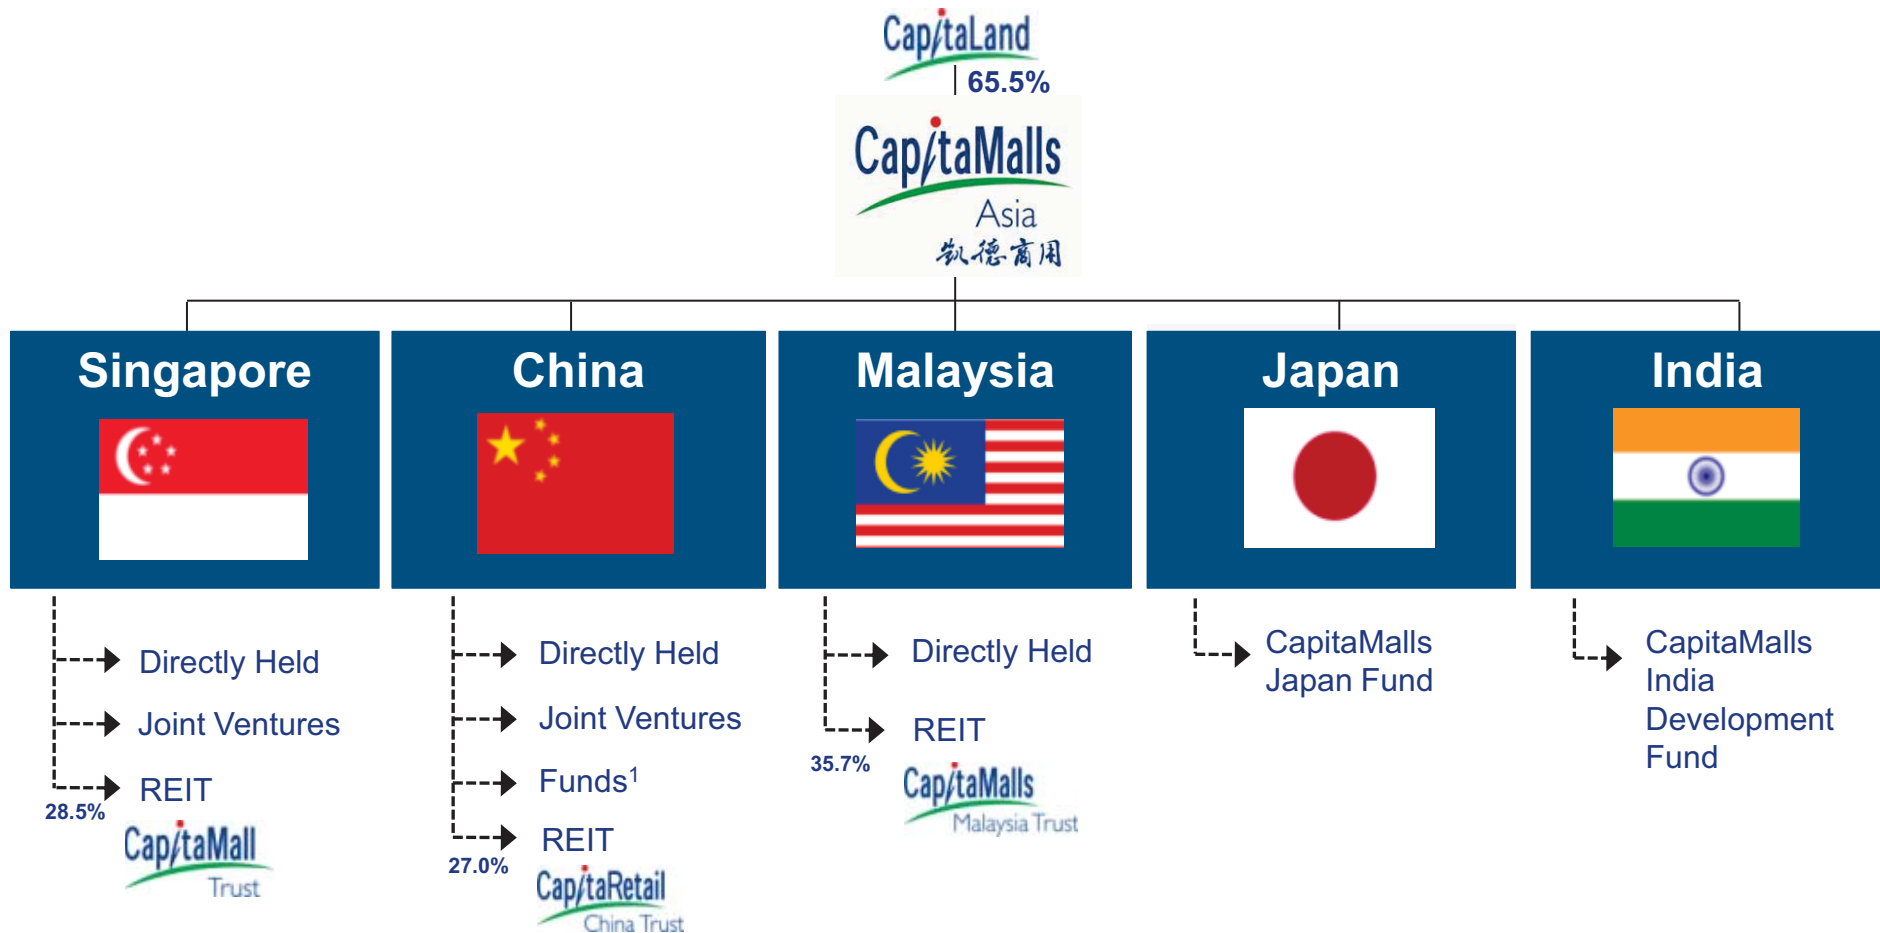 CapitaLand
65.5%
CapitaMalls
Asia
凯德商用
Singapore
China
Malaysia
Japan
India
Directly Held
Joint Ventures
REIT
28.5%
CapitaMall
Trust
Directly Held
Joint Ventures
Funds¹
REIT
27.0%
CapitaRetail
China Trust
Directly Held
REIT
35.7%
CapitaMalls
Malaysia Trust
CapitaMalls
Japan Fund
CapitaMalls
India
Development
Fund